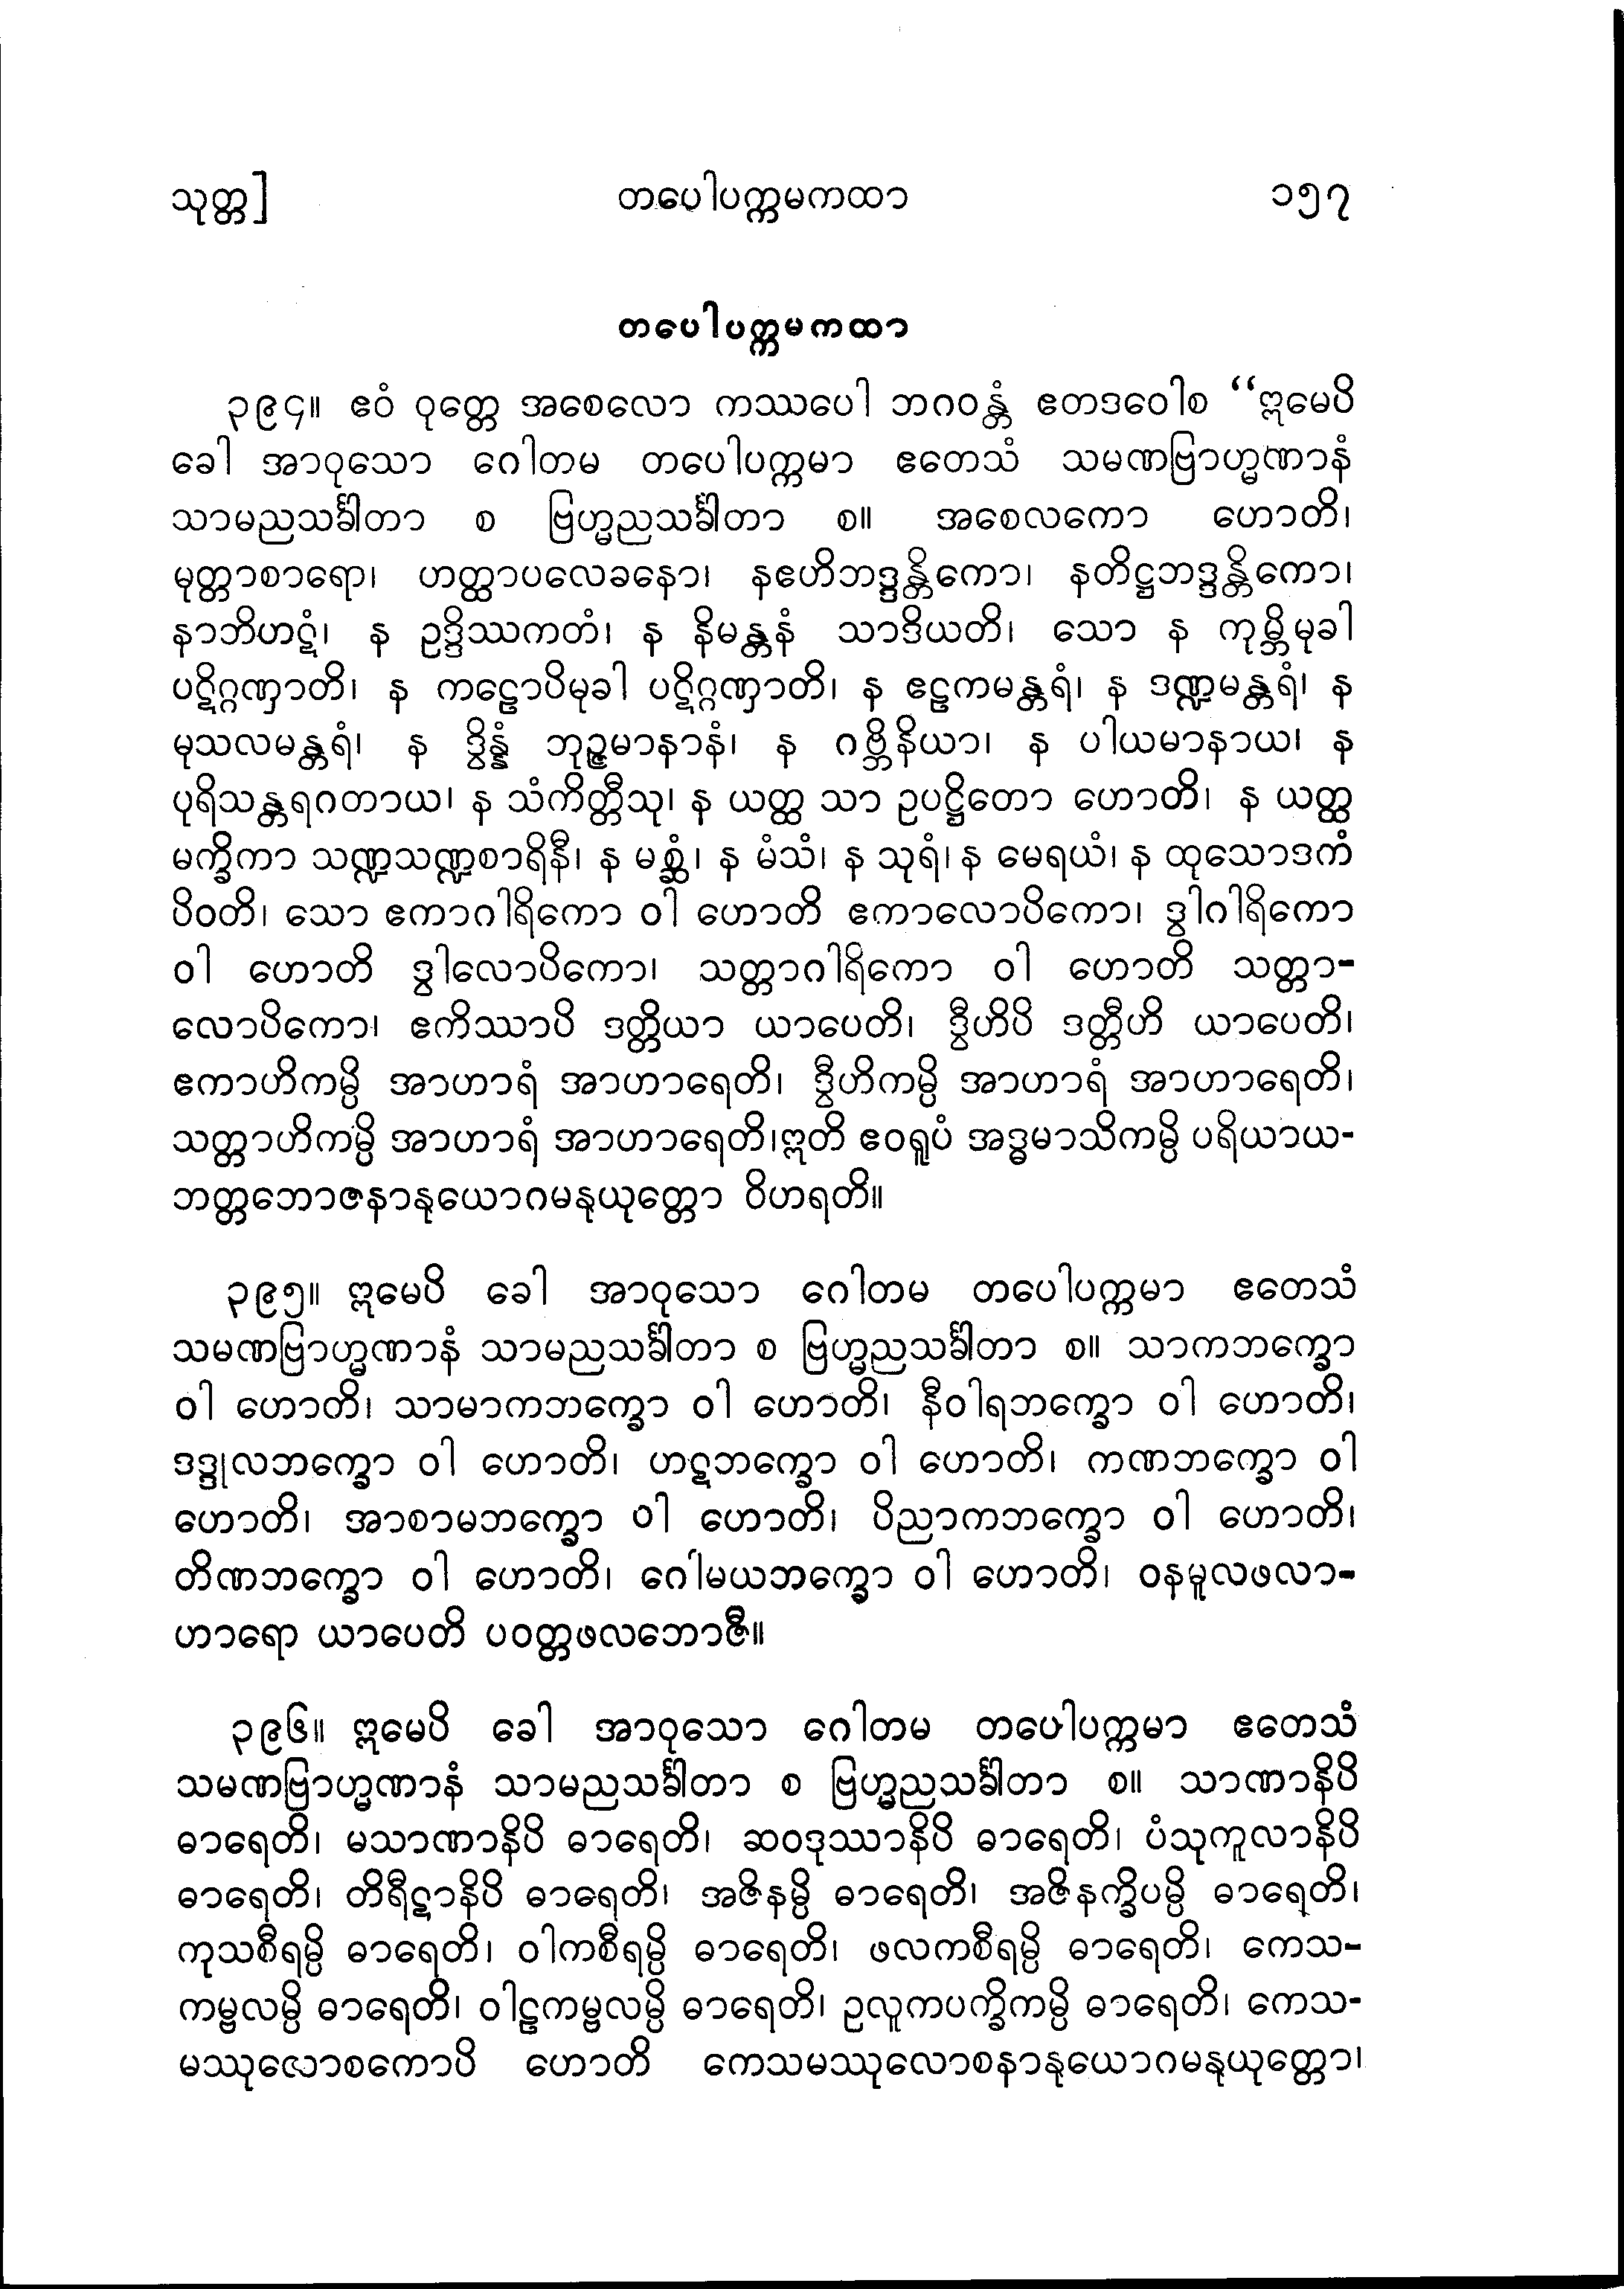 သုတ္တ] တပေါပက္ကမကထာ ၁၅၇
တပေါပက္ကမကထာ
၃၉၄။ ဧဝံ ဝုတ္တေ အစေလော ကဿပေါ ဘဂဝန္တံ ဧတဒဝေါစ “ဣမေပိ
ခေါ အာဝုသော ဂေါတမ တပေါပက္ကမာ ဧတေသံ သမဏဗြာဟ္မဏာနံ
သာမညသင်္ခါတာ စ ဗြဟ္မညသင်္ခါတာ စ။ အစေလကော ဟောတိ၊
မုတ္တာစာရော၊ ဟတ္ထာပလေခနော၊ နဧဟိဘဒ္ဒန္တိကော၊ နတိဋ္ဌဘဒ္ဒန္တိကော၊
နာဘိဟဋံ၊ န ဥဒ္ဒိဿကတံ၊ န နိမန္တနံ သာဒိယတိ၊ သော န ကုမ္ဘိမုခါ
ပဋိဂ္ဂဏှာတိ၊ န ကဠောပိမုခါ ပဋိဂ္ဂဏှာတိ၊ န ဧဠကမန္တရံ၊ န ဒဏ္ဍမန္တရံ၊ န
မုသလမန္တရံ၊ န ဒွိန္နံ ဘုဉ္ဇမာနာနံ၊ န ဂဗ္ဘိနိယာ၊ န ပါယမာနာယ၊ န
ပုရိသန္တရဂတာယ၊ န သံကိတ္တီသု၊ န ယတ္ထ သာ ဥပဋ္ဌိတော ဟောတိ၊ န ယတ္ထ
မက္ခိကာ သဏ္ဍသဏ္ဍစာရိနီ၊ န မစ္ဆံ၊ န မံသံ၊ န သုရံ၊ န မေရယံ၊ န ထုသောဒကံ
ပိဝတိ၊ သော ဧကာဂါရိကော ဝါ ဟောတိ ဧကာလောပိကော၊ ဒွါဂါရိကော
ဝါ ဟောတိ ဒွါလောပိကော၊ သတ္တာဂါရိကော ဝါ ဟောတိ သတ္တာ-
လောပိကော၊ ဧကိဿာပိ ဒတ္တိယာ ယာပေတိ၊ ဒွီဟိပိ ဒတ္တီဟိ ယာပေတိ၊
ဧကာဟိကမ္ပိ အာဟာရံ အာဟာရေတိ၊ ဒွီဟိကမ္ပိ အာဟာရံ အာဟာရေတိ၊
သတ္တာဟိကမ္ပိ အာဟာရံ အာဟာရေတိ၊ဣတိ ဧဝရူပံ အဒ္ဓမာသိကမ္ပိ ပရိယာယ-
ဘတ္တဘောဇနာနုယောဂမနုယုတ္တော ဝိဟရတိ။
၃၉၅။ ဣမေပိ ခေါ အာဝုသော ဂေါတမ တပေါပက္ကမာ ဧတေသံ
သမဏဗြာဟ္မဏာနံ သာမညသင်္ခါတာ စ ဗြဟ္မညသင်္ခါတာ စ။ သာကဘက္ခော
ဝါ ဟောတိ၊ သာမာကဘက္ခော ဝါ ဟောတိ၊ နီဝါရဘက္ခော ဝါ ဟောတိ၊
ဒဒ္ဒုလဘက္ခော ဝါ ဟောတိ၊ ဟဋဘက္ခော ဝါ ဟောတိ၊ ကဏဘက္ခော ဝါ
ဟောတိ၊ အာစာမဘက္ခော ဝါ ဟောတိ၊ ပိညာကဘက္ခော ဝါ ဟောတိ၊
တိဏဘက္ခော ဝါ ဟောတိ၊ ဂေါမယဘက္ခော ဝါ ဟောတိ၊ ဝနမူလဖလာ-
ဟာရော ယာပေတိ ပဝတ္တဖလဘောဇီ။
၃၉၆။ ဣမေပိ ခေါ အာဝုသော ဂေါတမ တပေါပက္ကမာ ဧတေသံ
သမဏဗြာဟ္မဏာနံ သာမညသင်္ခါတာ စ ဗြဟ္မညသင်္ခါတာ စ။ သာဏာနိပိ
ဓာရေတိ၊ မသာဏာနိပိ ဓာရေတိ၊ ဆဝဒုဿာနိပိ ဓာရေတိ၊ ပံသုကူလာနိပိ
ဓာရေတိ၊ တိရီဋာနိပိ ဓာရေတိ၊ အဇိနမ္ပိ ဓာရေတိ၊ အဇိနက္ခိပမ္ပိ ဓာရေတိ၊
ကုသစီရမ္ပိ ဓာရေတိ၊ ဝါကစီရမ္ပိ ဓာရေတိ၊ ဖလကစီရမ္ပိ ဓာရေတိ၊ ကေသ-
ကမ္ဗလမ္ပိ ဓာရေတိ၊ ဝါဠကမ္ဗလမ္ပိ ဓာရေတိ၊ ဥလူကပက္ခိကမ္ပိ ဓာရေတိ၊ ကေသ-
မဿုလောစကောပိ ဟောတိ ကေသမဿုလောစနာနုယောဂမနုယုတ္တော၊